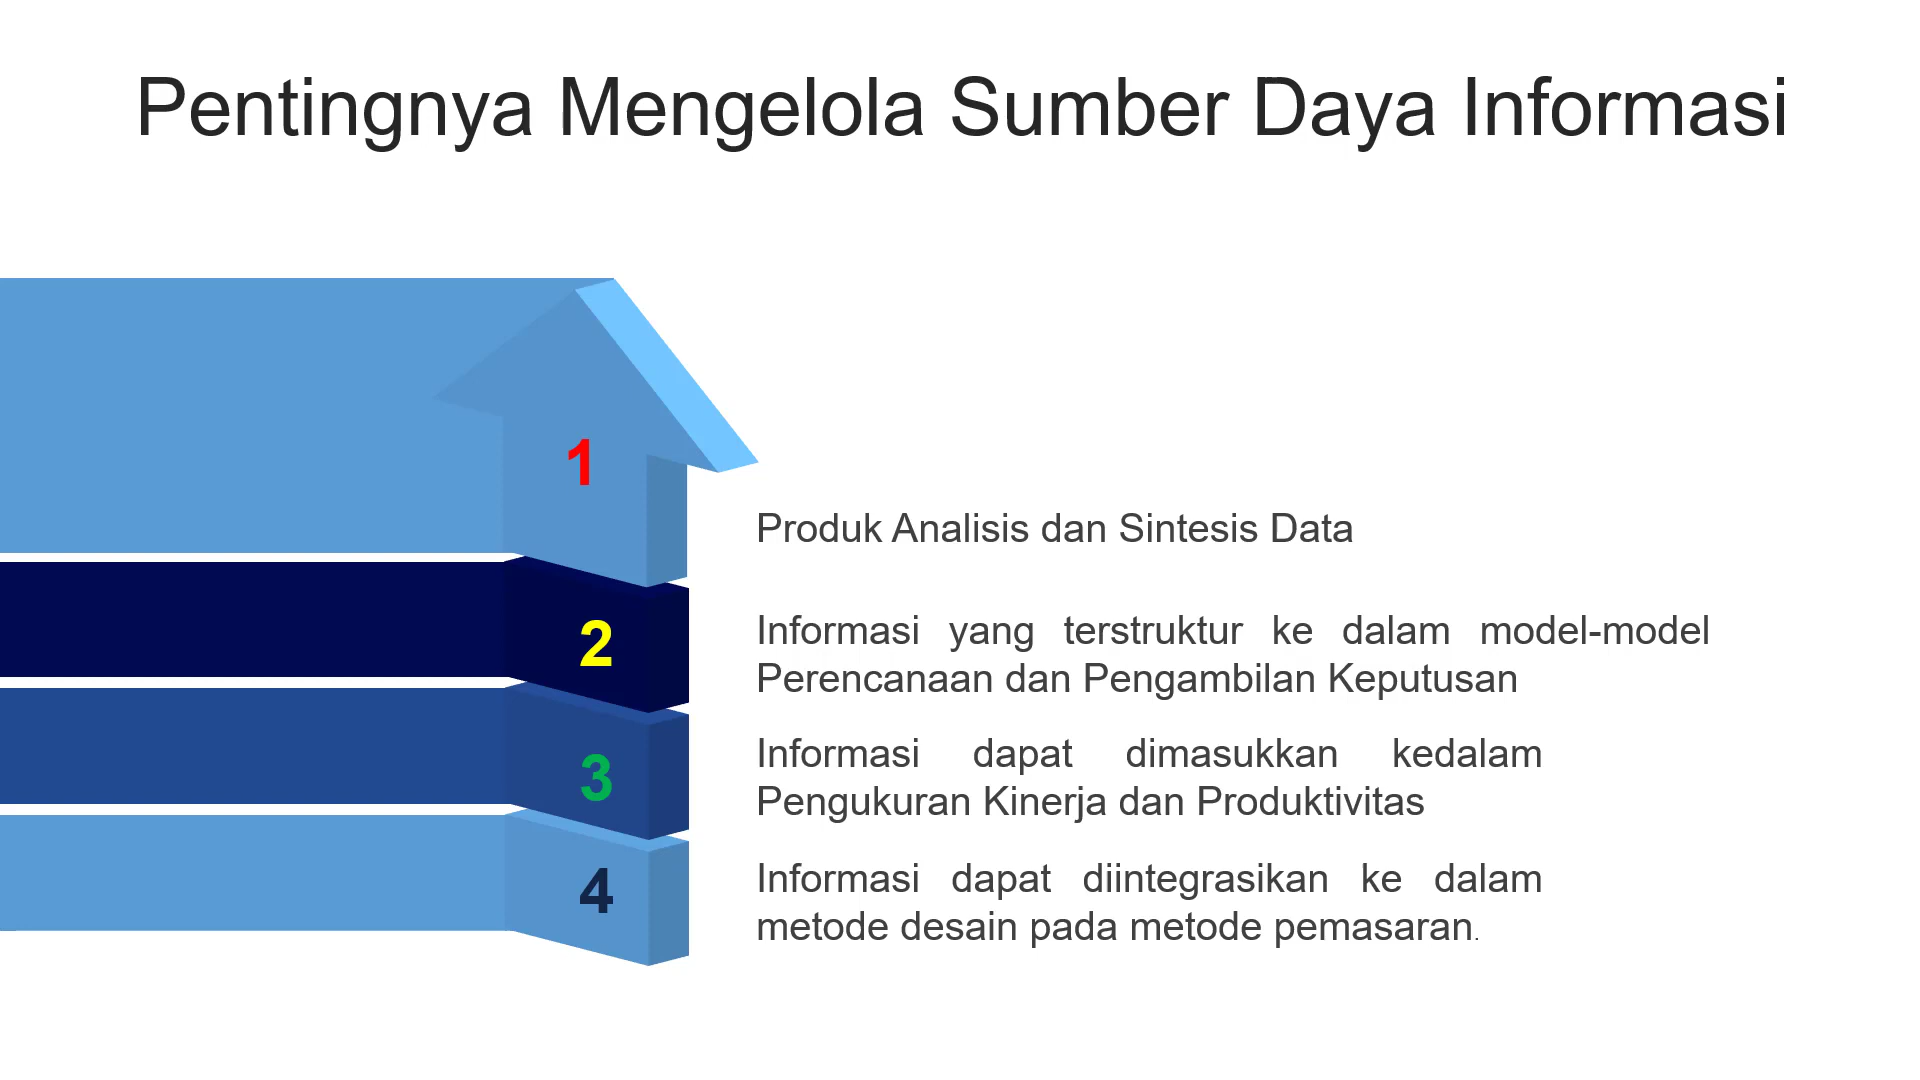 Pentingnya Mengelola Sumber Daya Informasi
1
Produk Analisis dan Sintesis Data
2
Informasi yang terstruktur ke dalam model-model
Perencanaan dan Pengambilan Keputusan
3
Informasi dapat dimasukkan kedalam
Pengukuran Kinerja dan Produktivitas
4
Informasi dapat diintegrasikan ke dalam
metode desain pada metode pemasaran.